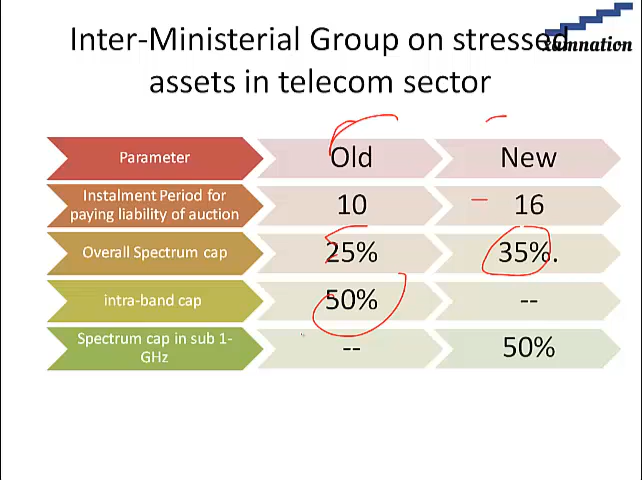 Inter-Ministerial Group on stressed
assets in telecom sector
Parameter
Old
New
Instalment Period for
paying liability of auction
10
16
Overall Spectrum cap
25%
35%.
intra-band cap
50%
--
Spectrum cap in sub 1-
GHz
--
50%